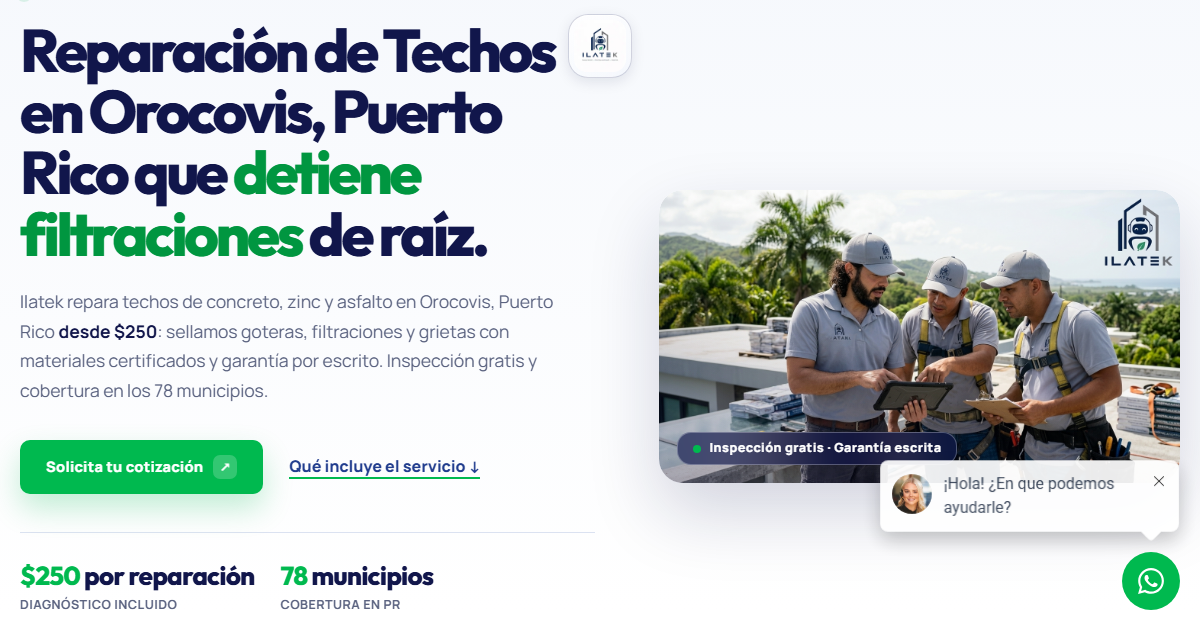 Reparación de Techos
en Orocovis, Puerto
Rico que detiene
filtraciones de raíz.
ILATEK
Ilatek repara techos de concreto, zinc y asfalto en Orocovis, Puerto
Rico desde $250: sellamos goteras, filtraciones y grietas con
materiales certificados y garantía por escrito. Inspección gratis y
cobertura en los 78 municipios.
Solicita tu cotización ↗
Qué incluye el servicio ↓
$250 por reparación
DIAGNÓSTICO INCLUIDO
78 municipios
COBERTURA EN PR
ILATEK
Inspección gratis · Garantía escrita
¡Hola! ¿En que podemos
ayudarle?